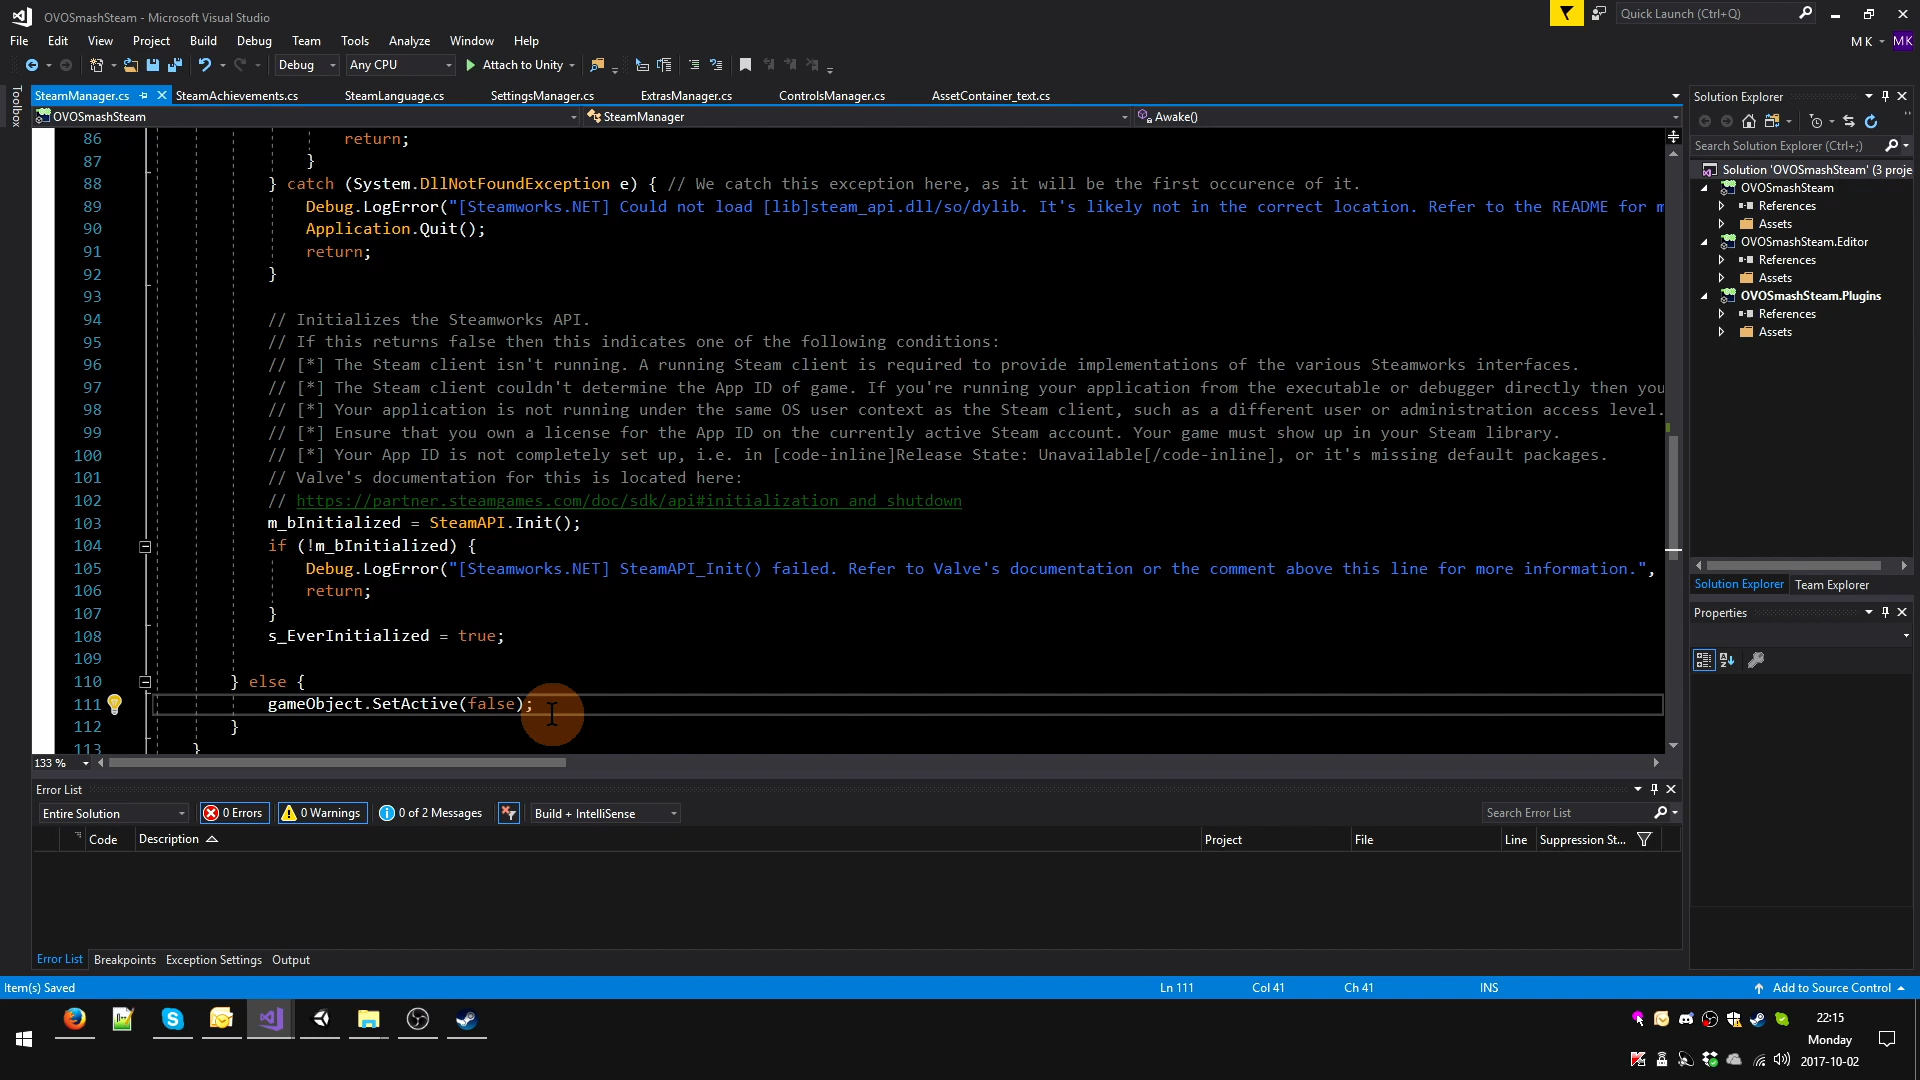 OVOSmashSteam - Microsoft Visual Studio
Quick Launch (Ctrl+Q)
File Edit View Project Build Debug Team Tools Analyze Window Help
M K MK
Debug Any CPU Attach to Unity
Toolbox
SteamManager.cs SteamAchievements.cs SteamLanguage.cs SettingsManager.cs ExtrasManager.cs ControlsManager.cs AssetContainer_text.cs
OVOSmashSteam SteamManager Awake()
86 return;
87 }
88 } catch (System.DllNotFoundException e) { // We catch this exception here, as it will be the first occurence of it.
89 Debug.LogError("[Steamworks.NET] Could not load [lib]steam_api.dll/so/dylib. It's likely not in the correct location. Refer to the README for m
90 Application.Quit();
91 return;
92 }
93
94 // Initializes the Steamworks API.
95 // If this returns false then this indicates one of the following conditions:
96 // [*] The Steam client isn't running. A running Steam client is required to provide implementations of the various Steamworks interfaces.
97 // [*] The Steam client couldn't determine the App ID of game. If you're running your application from the executable or debugger directly then you
98 // [*] Your application is not running under the same OS user context as the Steam client, such as a different user or administration access level.
99 // [*] Ensure that you own a license for the App ID on the currently active Steam account. Your game must show up in your Steam library.
100 // [*] Your App ID is not completely set up, i.e. in [code-inline]Release State: Unavailable[/code-inline], or it's missing default packages.
101 // Valve's documentation for this is located here:
102 // https://partner.steamgames.com/doc/sdk/api#initialization_and_shutdown
103 m_bInitialized = SteamAPI.Init();
104 if (!m_bInitialized) {
105 Debug.LogError("[Steamworks.NET] SteamAPI_Init() failed. Refer to Valve's documentation or the comment above this line for more information.",
106 return;
107 }
108 s_EverInitialized = true;
109
110 } else {
111 gameObject.SetActive(false);
112 }
113 }
133 %
Solution Explorer
Search Solution Explorer (Ctrl+;)
Solution 'OVOSmashSteam' (3 proje
OVOSmashSteam
References
Assets
OVOSmashSteam.Editor
References
Assets
OVOSmashSteam.Plugins
References
Assets
Solution Explorer Team Explorer
Properties
Error List
Entire Solution 0 Errors 0 Warnings 0 of 2 Messages Build + IntelliSense Search Error List
Code Description Project File Line Suppression St...
Error List Breakpoints Exception Settings Output
Item(s) Saved Ln 111 Col 41 Ch 41 INS Add to Source Control
22:15
Monday
2017-10-02